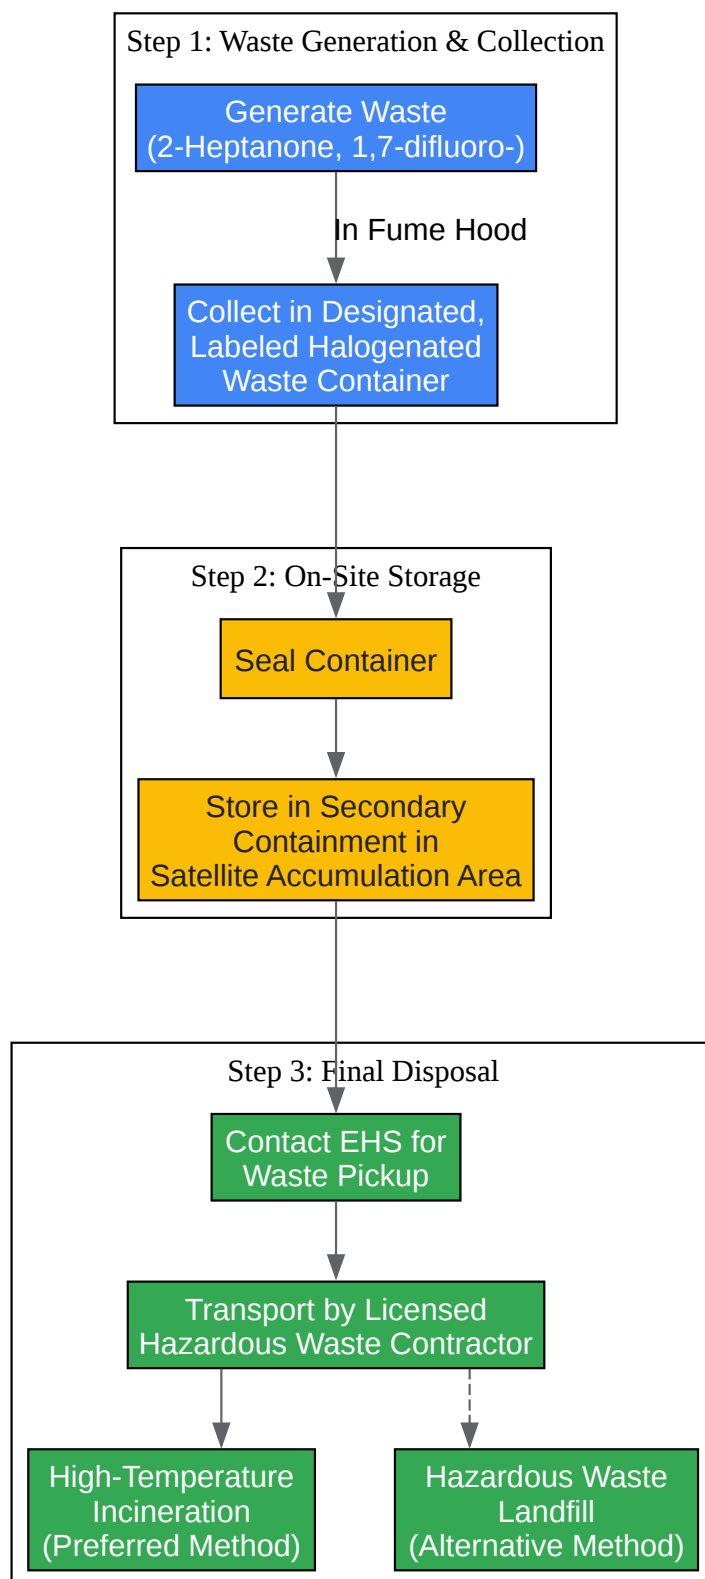 Step 1: Waste Generation & Collection
Generate Waste
(2-Heptanone, 1,7-difluoro-)
In Fume Hood
Collect in Designated,
Labeled Halogenated
Waste Container
Step 2: On-Site Storage
Seal Container
Store in Secondary
Containment in
Satellite Accumulation Area
Step 3: Final Disposal
Contact EHS for
Waste Pickup
Transport by Licensed
Hazardous Waste Contractor
High-Temperature
Incineration
(Preferred Method)
Hazardous Waste
Landfill
(Alternative Method)